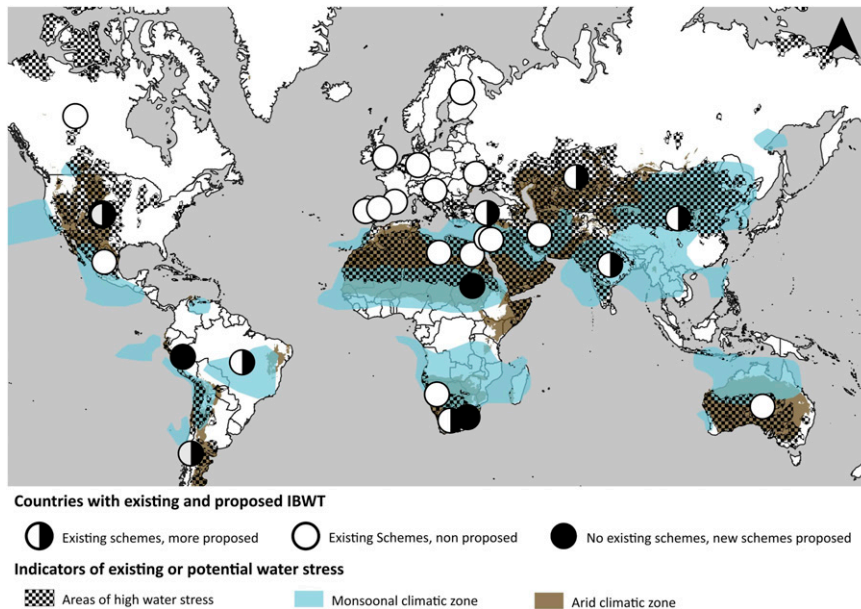 Countries with existing and proposed IBWT
Existing schemes, more proposed
Existing Schemes, non proposed
No existing schemes, new schemes proposed
Indicators of existing or potential water stress
Areas of high water stress
Monsoonal climatic zone
Arid climatic zone